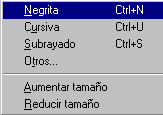 Negrita Ctrl+N
Cursiva Ctrl+U
Subrayado Ctrl+S
Otros...
Aumentar tamaño
Reducir tamaño